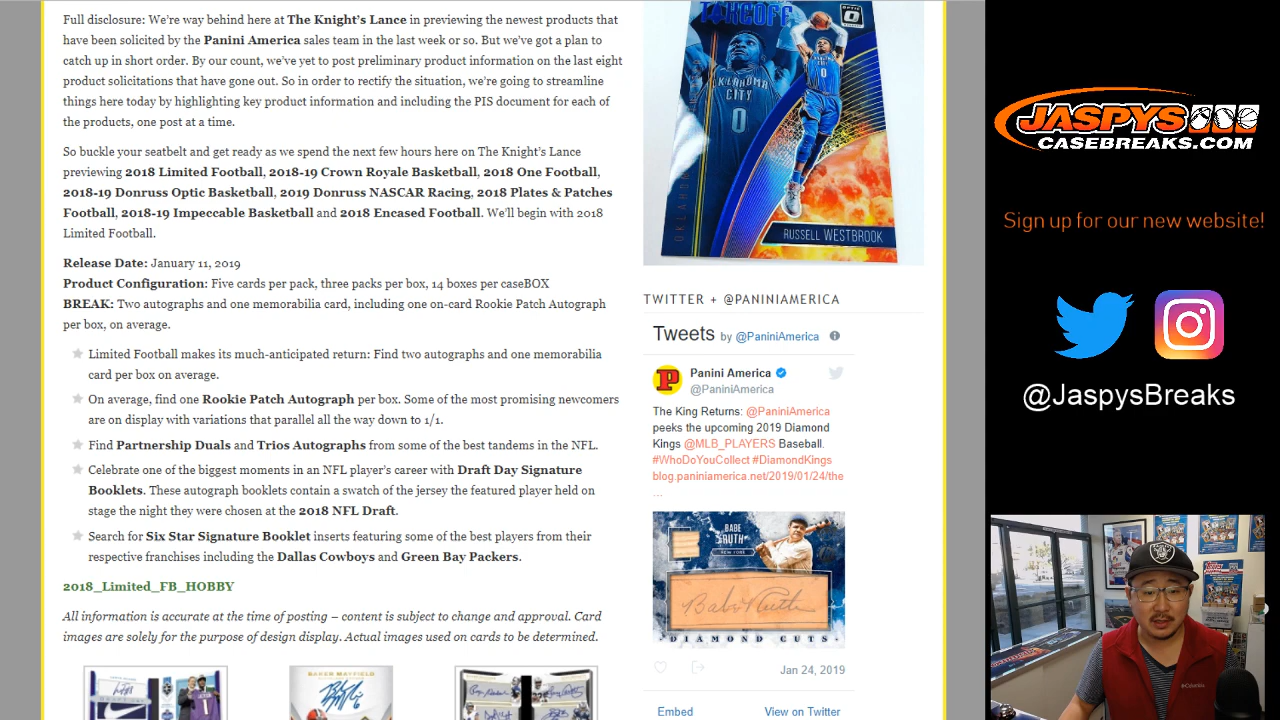 Full disclosure: We're way behind here at The Knight's Lance in previewing the newest products that
have been solicited by the Panini America sales team in the last week or so. But we've got a plan to
catch up in short order. By our count, we've yet to post preliminary product information on the last eight
product solicitations that have gone out. So in order to rectify the situation, we're going to streamline
things here today by highlighting key product information and including the PIS document for each of
the products, one post at a time.
So buckle your seatbelt and get ready as we spend the next few hours here on The Knight's Lance
previewing 2018 Limited Football, 2018-19 Crown Royale Basketball, 2018 One Football,
2018-19 Donruss Optic Basketball, 2019 Donruss NASCAR Racing, 2018 Plates & Patches
Football, 2018-19 Impeccable Basketball and 2018 Encased Football. We'll begin with 2018
Limited Football.
Release Date: January 11, 2019
Product Configuration: Five cards per pack, three packs per box, 14 boxes per caseBOX
BREAK: Two autographs and one memorabilia card, including one on-card Rookie Patch Autograph
per box, on average.
Limited Football makes its much-anticipated return: Find two autographs and one memorabilia
card per box on average.
On average, find one Rookie Patch Autograph per box. Some of the most promising newcomers
are on display with variations that parallel all the way down to 1/1.
Find Partnership Duals and Trios Autographs from some of the best tandems in the NFL.
Celebrate one of the biggest moments in an NFL player's career with Draft Day Signature
Booklets. These autograph booklets contain a swatch of the jersey the featured player held on
stage the night they were chosen at the 2018 NFL Draft.
Search for Six Star Signature Booklet inserts featuring some of the best players from their
respective franchises including the Dallas Cowboys and Green Bay Packers.
2018_Limited_FB_HOBBY
All information is accurate at the time of posting – content is subject to change and approval. Card
images are solely for the purpose of design display. Actual images used on cards to be determined.
BAKER MAYFIELD
OPTIC
OKLAHOMA
CITY
0
RUSSELL WESTBROOK
TWITTER + @PANINIAMERICA
Tweets by @PaniniAmerica
Panini America
@PaniniAmerica
The King Returns: @PaniniAmerica
peeks the upcoming 2019 Diamond
Kings @MLB_PLAYERS Baseball.
#WhoDoYouCollect #DiamondKings
blog.paniniamerica.net/2019/01/24/the
…
BABE
RUTH
NEW YORK
Babe Ruth
DIAMOND CUTS
Jan 24, 2019
Embed
View on Twitter
JASPYS
CASEBREAKS.COM
Sign up for our new website!
@JaspysBreaks